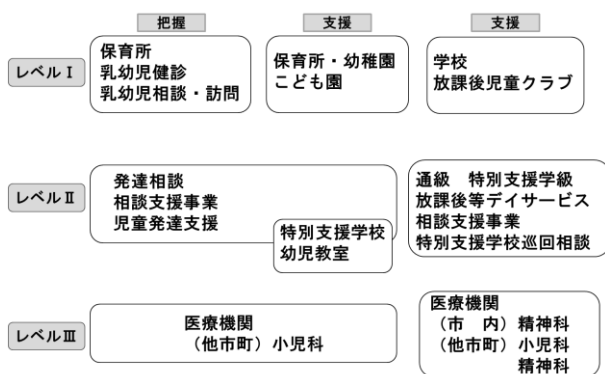 把握
支援
支援
レベルⅠ
保育所
乳幼児健診
乳幼児相談・訪問
保育所・幼稚園
こども園
学校
放課後児童クラブ
レベルⅡ
発達相談
相談支援事業
児童発達支援
特別支援学校
幼児教室
通級　特別支援学級
放課後等デイサービス
相談支援事業
特別支援学校巡回相談
レベルⅢ
医療機関
（他市町）小児科
医療機関
（市　内）精神科
（他市町）小児科
精神科